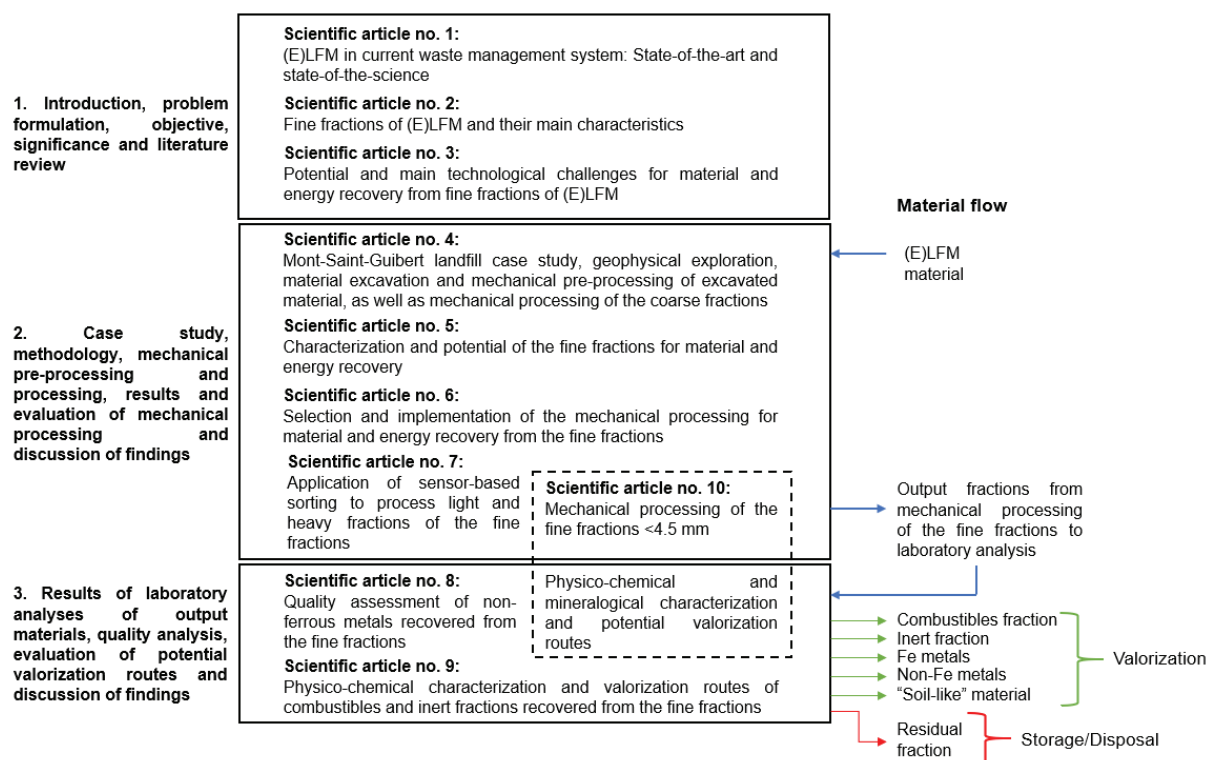 1. Introduction, problem
formulation, objective,
significance and literature
review
Scientific article no. 1:
(E)LFM in current waste management system: State-of-the-art and
state-of-the-science
Scientific article no. 2:
Fine fractions of (E)LFM and their main characteristics
Scientific article no. 3:
Potential and main technological challenges for material and
energy recovery from fine fractions of (E)LFM
Material flow
(E)LFM
material
2. Case study,
methodology, mechanical
pre-processing and
processing, results and
evaluation of mechanical
processing and
discussion of findings
Scientific article no. 4:
Mont-Saint-Guibert landfill case study, geophysical exploration,
material excavation and mechanical pre-processing of excavated
material, as well as mechanical processing of the coarse fractions
Scientific article no. 5:
Characterization and potential of the fine fractions for material and
energy recovery
Scientific article no. 6:
Selection and implementation of the mechanical processing for
material and energy recovery from the fine fractions
Scientific article no. 7:
Application of sensor-based
sorting to process light and
heavy fractions of the fine
fractions
Scientific article no. 10:
Mechanical processing of the
fine fractions <4.5 mm
Output fractions from
mechanical processing
of the fine fractions to
laboratory analysis
3. Results of laboratory
analyses of output
materials, quality analysis,
evaluation of potential
valorization routes and
discussion of findings
Scientific article no. 8:
Quality assessment of non-
ferrous metals recovered from
the fine fractions
Physico-chemical and
mineralogical characterization
and potential valorization
routes
Scientific article no. 9:
Physico-chemical characterization and valorization routes of
combustibles and inert fractions recovered from the fine fractions
Combustibles fraction
Inert fraction
Fe metals
Non-Fe metals
“Soil-like” material
Valorization
Residual
fraction
Storage/Disposal